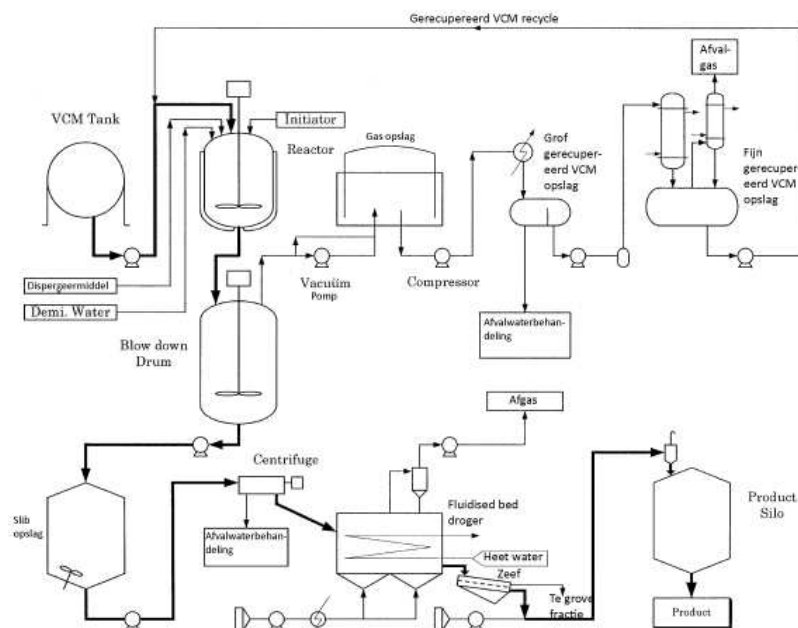 Gerecupereerd VCM recycle
Afval-
gas
VCM Tank
Initiator
Reactor
Gas opslag
Grof
gerecuper-
eerd VCM
opslag
Fijn
gerecuper
eerd VCM
opslag
Dispergeermiddel
Demi. Water
Vacuüm
Pomp
Compressor
Afvalwaterbehan-
deling
Blow down
Drum
Afgas
Centrifuge
Slib
opslag
Afvalwaterbehan-
deling
Fluidised bed
droger
Heet water
Zeef
Te grove
fractie
Product
Silo
Product